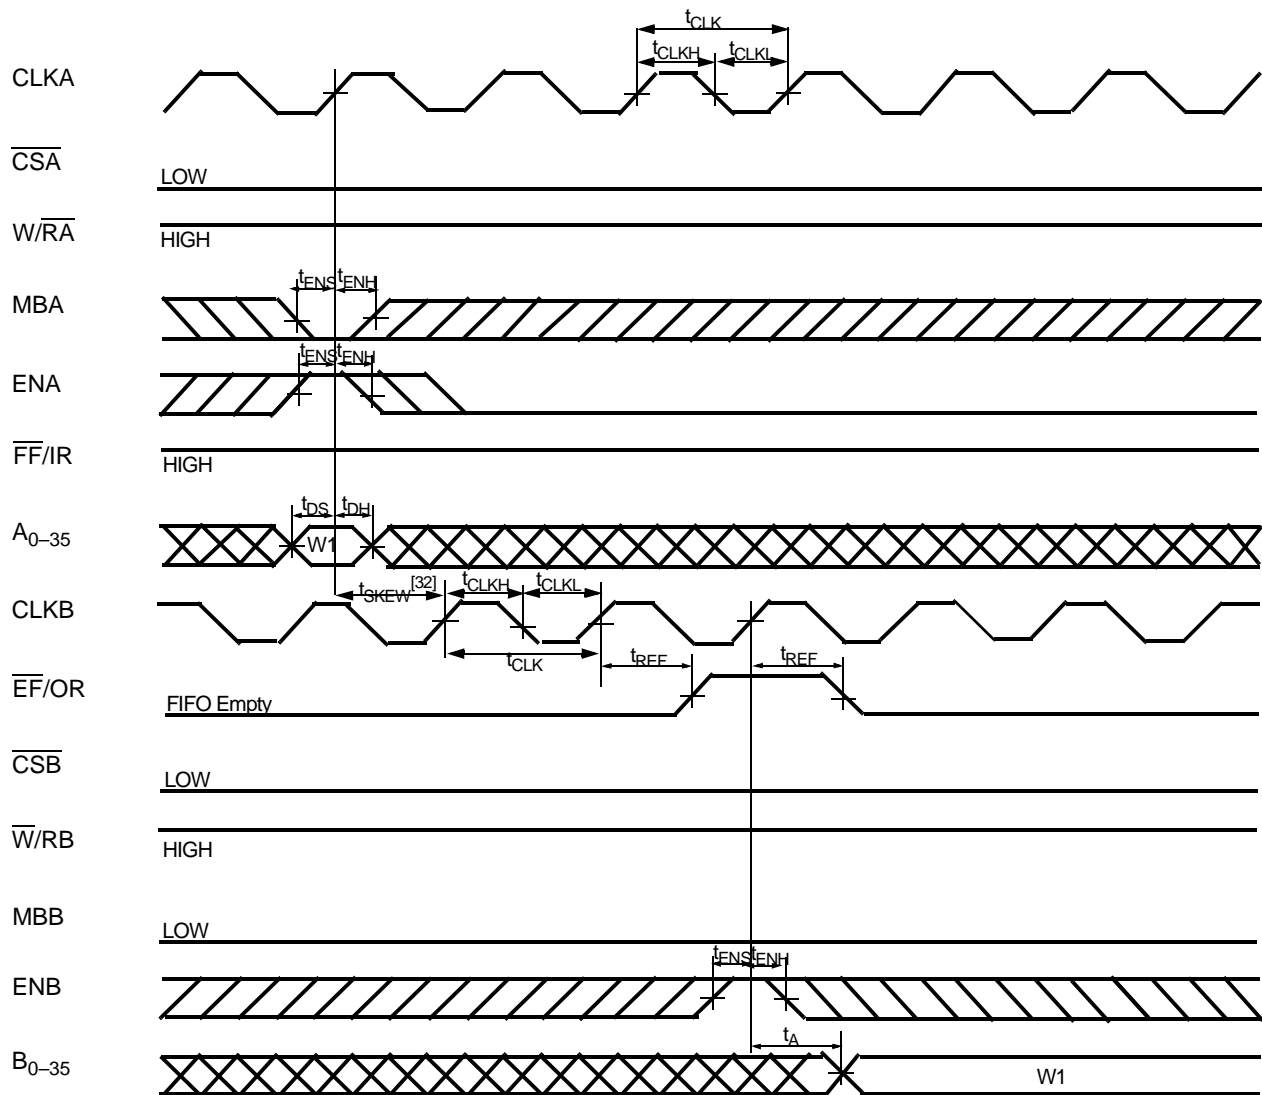 tCLK
tCLKH tCLKL
CLKA
CSA
LOW
W/RA
HIGH
tENS tENH
MBA
tENS tENH
ENA
FF/IR
HIGH
tDS tDH
A0–35
W1
tSKEW[32] tCLKH tCLKL
CLKB
tCLK tREF tREF
EF/OR
FIFO Empty
CSB
LOW
W/RB
HIGH
MBB
LOW
tENS tENH
ENB
tA
B0–35
W1